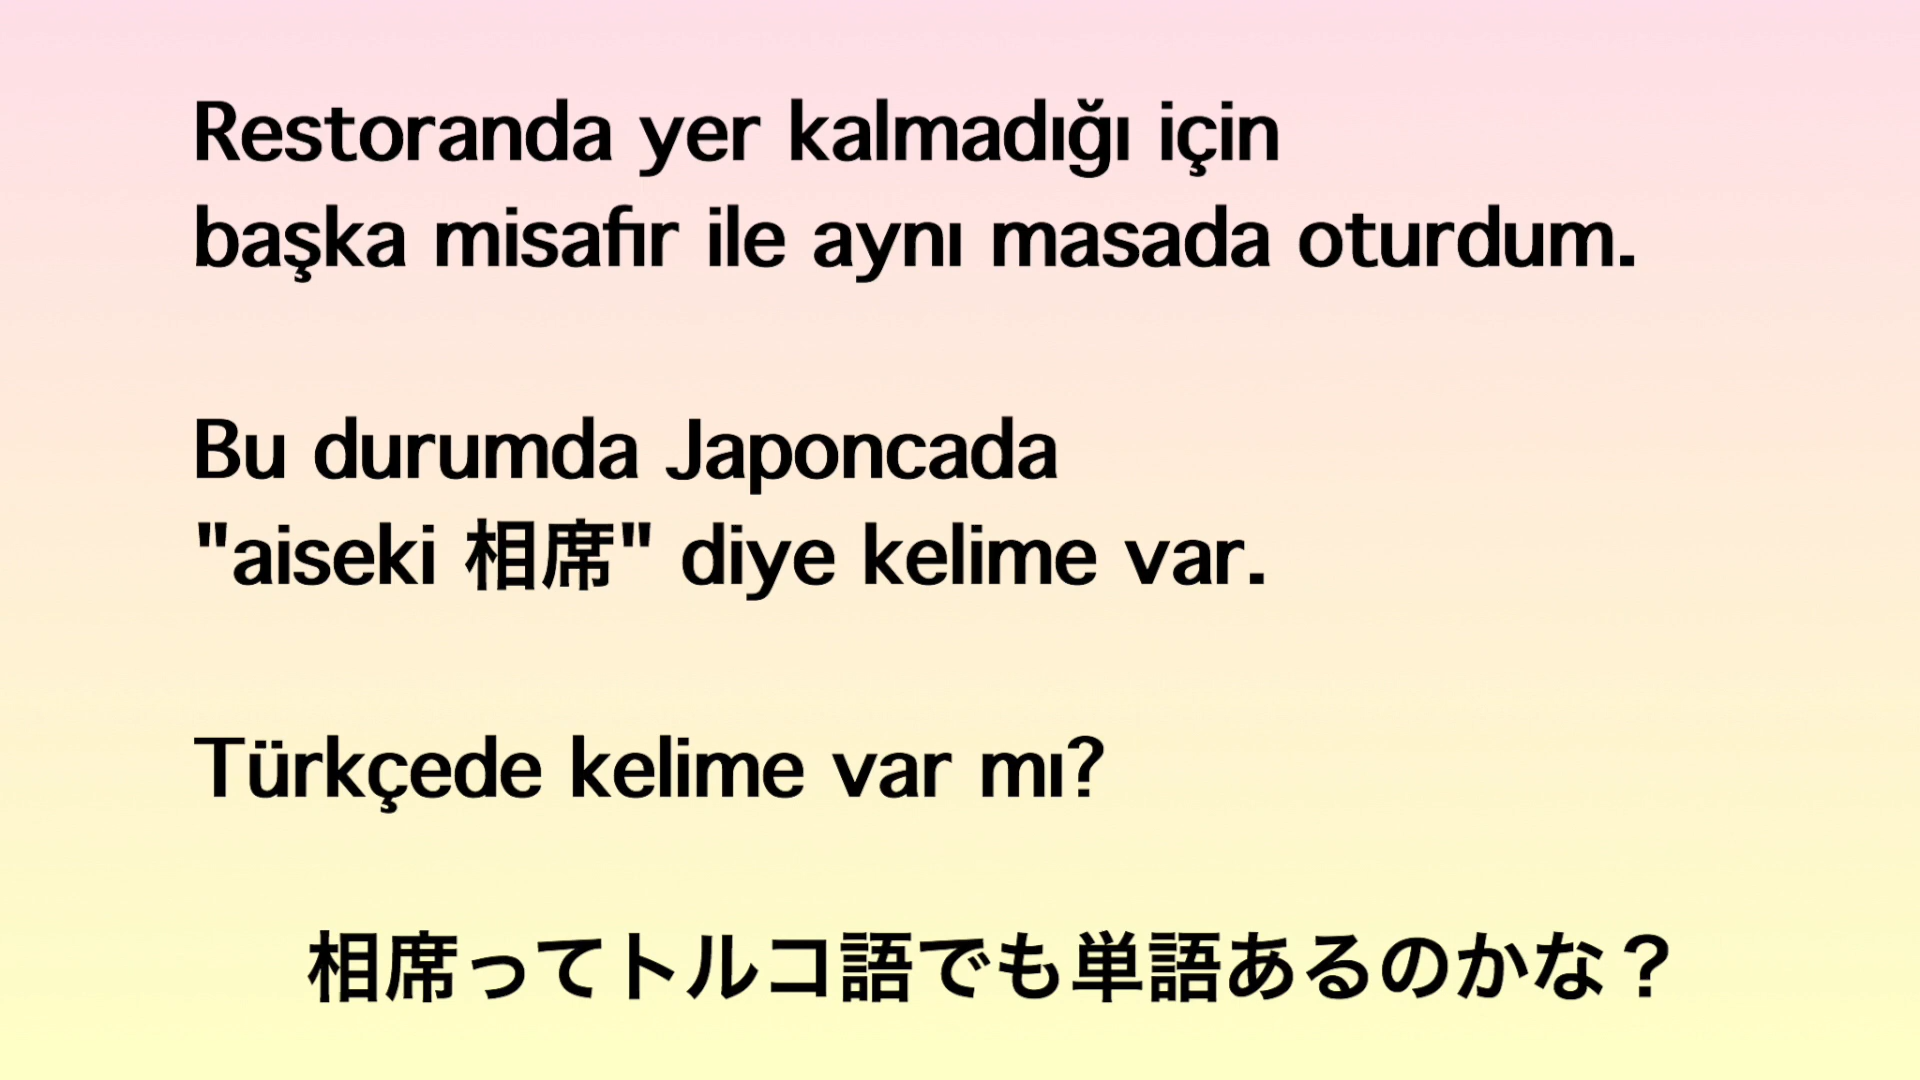 Restoranda yer kalmadığı için
başka misafir ile aynı masada oturdum.
Bu durumda Japoncada
"aiseki 相席" diye kelime var.
Türkçede kelime var mı?
相席ってトルコ語でも単語あるのかな？